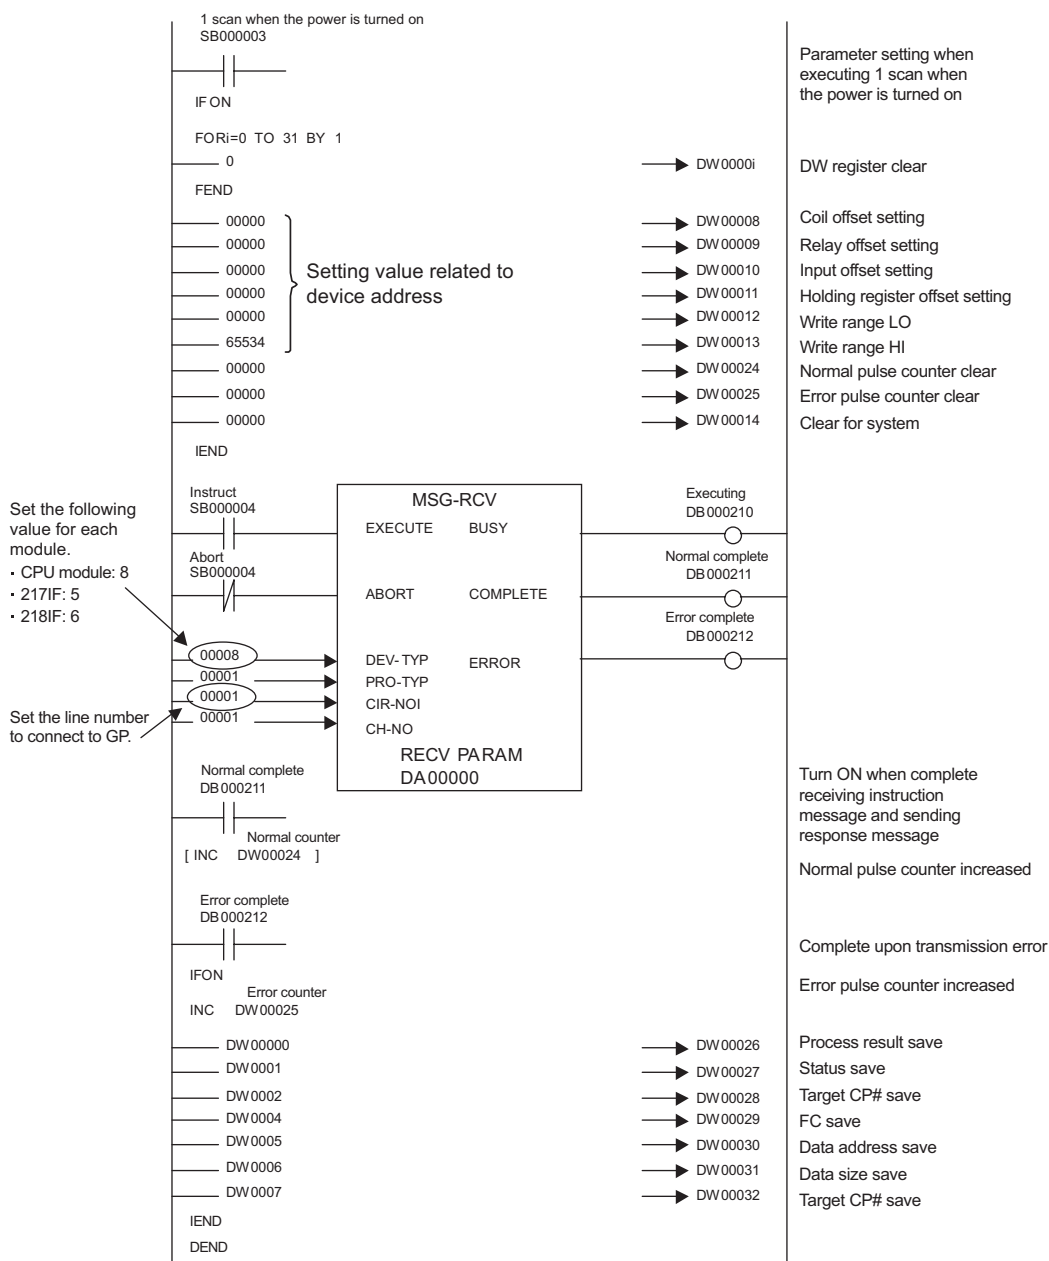 1 scan when the power is turned on
SB000003
Parameter setting when
executing 1 scan when
the power is turned on
IFON
FORi=0 TO 31 BY 1
0 DW0000i DW register clear
FEND
00000 DW00008 Coil offset setting
00000 DW00009 Relay offset setting
00000 DW00010 Input offset setting
Setting value related to
device address
00000 DW00011 Holding register offset setting
00000 DW00012 Write range LO
65534 DW00013 Write range HI
00000 DW00024 Normal pulse counter clear
00000 DW00025 Error pulse counter clear
00000 DW00014 Clear for system
IEND
Set the following
value for each
module.
· CPU module: 8
· 217IF: 5
· 218IF: 6
Instruct
SB000004
MSG-RCV
EXECUTE BUSY
Executing
DB000210
Abort
SB000004
ABORT COMPLETE
Normal complete
DB000211
Error complete
DB000212
00008 DEV-TYP ERROR
00001 PRO-TYP
00001 CIR-NOI
00001 CH-NO
Set the line number
to connect to GP.
RECV PARAM
DA00000
Normal complete
DB000211
Turn ON when complete
receiving instruction
message and sending
response message
Normal counter
[ INC DW00024 ]
Normal pulse counter increased
Error complete
DB000212
Complete upon transmission error
IFON
Error counter
INC DW00025
Error pulse counter increased
DW00000 DW00026 Process result save
DW0001 DW00027 Status save
DW0002 DW00028 Target CP# save
DW0004 DW00029 FC save
DW0005 DW00030 Data address save
DW0006 DW00031 Data size save
DW0007 DW00032 Target CP# save
IEND
DEND